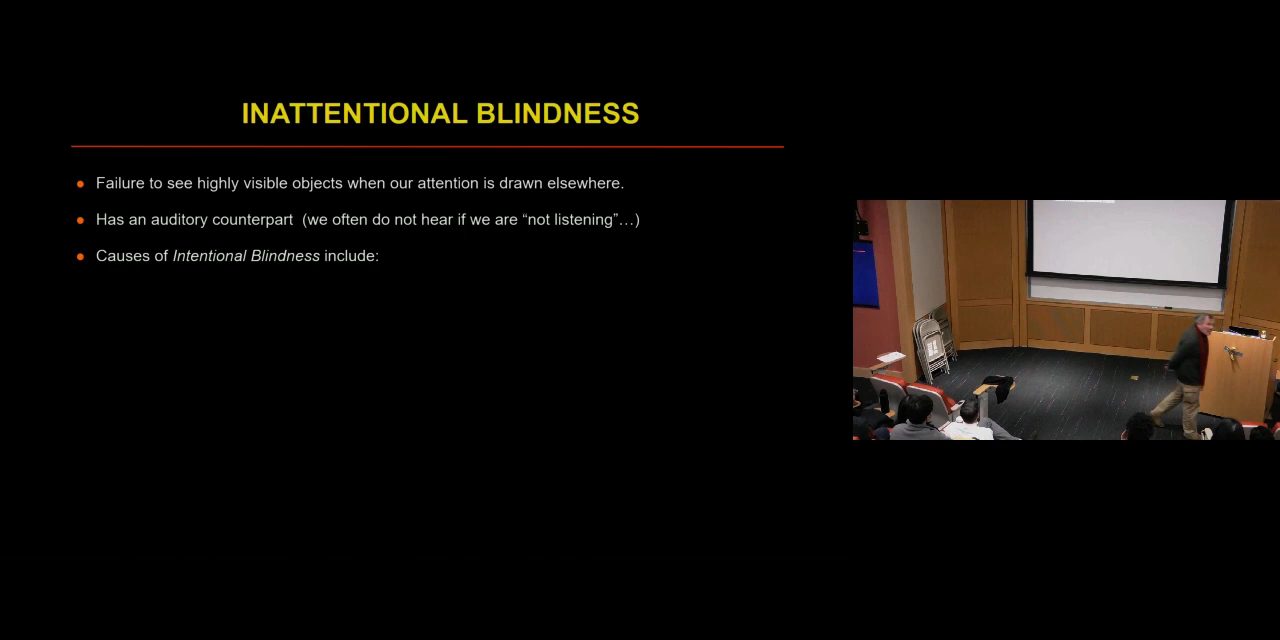 INATTENTIONAL BLINDNESS
Failure to see highly visible objects when our attention is drawn elsewhere.
Has an auditory counterpart (we often do not hear if we are “not listening”…)
Causes of Intentional Blindness include: